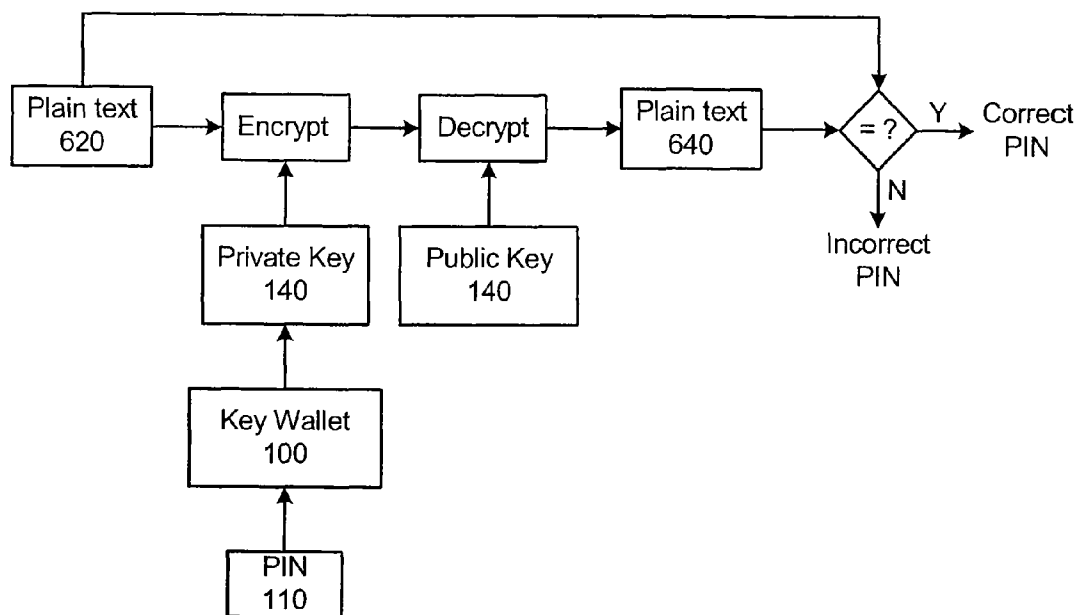 Plain text
620
Encrypt
Decrypt
Plain text
640
= ?
Y
Correct
PIN
N
Incorrect
PIN
Private Key
140
Public Key
140
Key Wallet
100
PIN
110